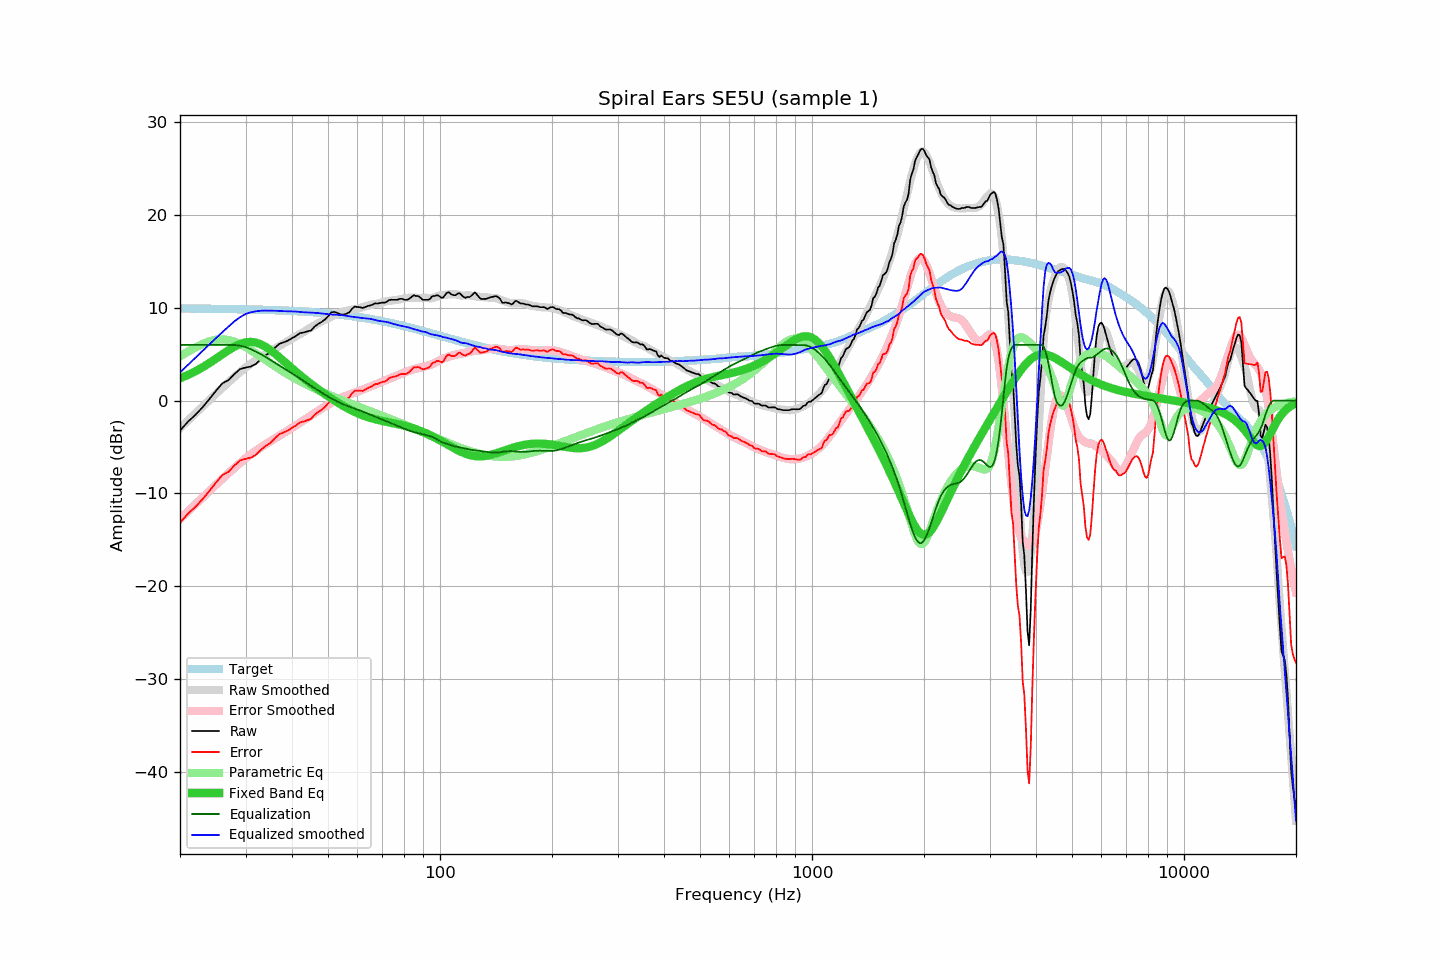 Spiral Ears SE5U (sample 1)
30
20
10
0
−10
−20
−30
−40
Amplitude (dBr)
Target
Raw Smoothed
Error Smoothed
Raw
Error
Parametric Eq
Fixed Band Eq
Equalization
Equalized smoothed
100
1000
10000
Frequency (Hz)